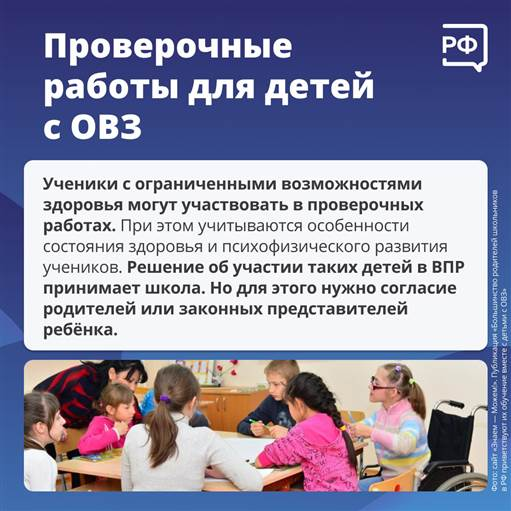 Проверочные
работы для детей
с ОВЗ
РФ
Ученики с ограниченными возможностями
здоровья могут участвовать в проверочных
работах. При этом учитываются особенности
состояния здоровья и психофизического развития
учеников. Решение об участии таких детей в ВПР
принимает школа. Но для этого нужно согласие
родителей или законных представителей
ребёнка.
Фото: сайт «Знаем — Можем!». Публикация «Большинство родителей школьников
в РФ приветствуют их обучение вместе с детьми с ОВЗ»